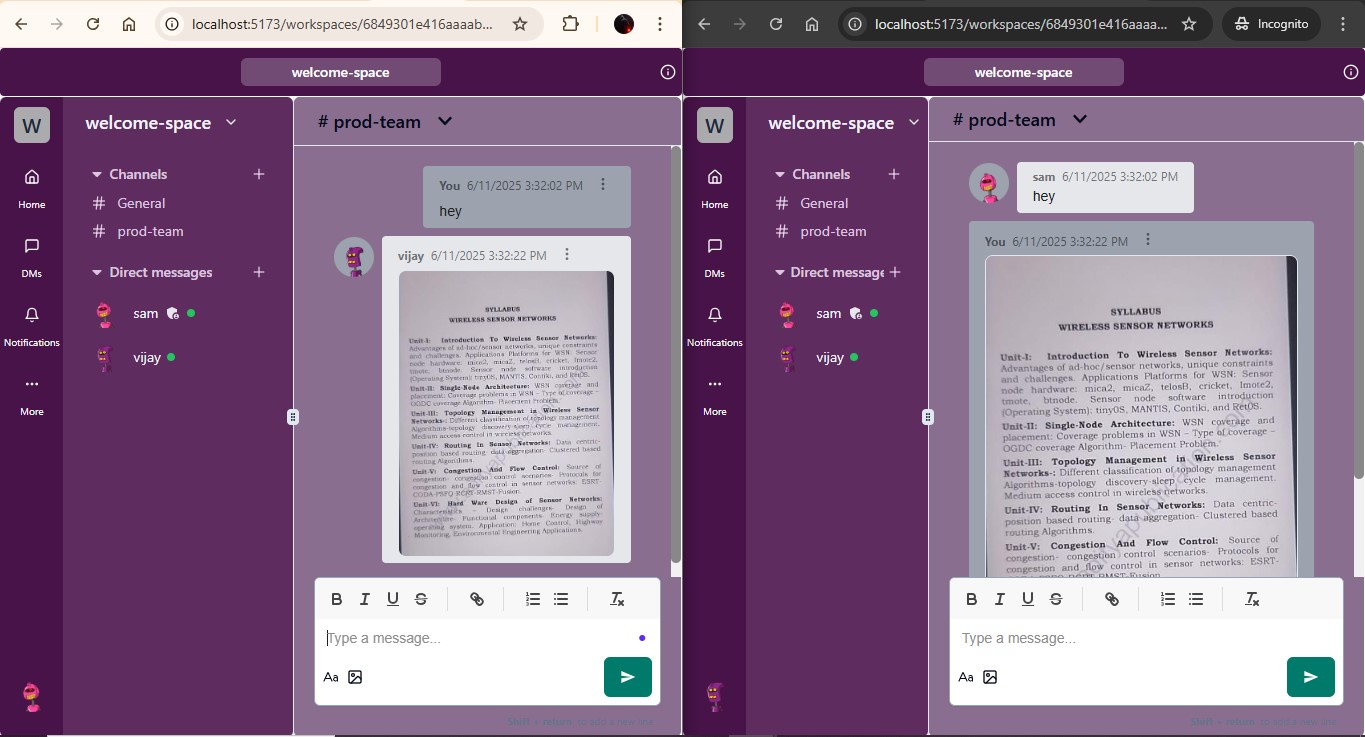 localhost:5173/workspaces/6849301e416aaaab...
welcome-space
W
welcome-space
# prod-team
Channels
# General
# prod-team
Direct messages
sam
vijay
Home
DMs
Notifications
More
You 6/11/2025 3:32:02 PM
hey
vijay 6/11/2025 3:32:22 PM
SYLLABUS
WIRELESS SENSOR NETWORKS
Unit-I: Introduction To Wireless Sensor Networks:
Advantages of ad-hoc/sensor networks, unique constraints
and challenges. Applications Platforms for WSN: Sensor
node hardware: mica2, micaZ, telosB, cricket, Imote2,
tmote, btnode. Sensor node software introduction
(Operating System): tinyOS, MANTIS, Contiki, and RetOS.
Unit-II: Single-Node Architecture: WSN coverage and
placement: Coverage problems in WSN – Type of coverage –
OGDC coverage Algorithm- Placement Problem.
Unit-III: Topology Management in Wireless Sensor
Networks-: Different classification of topology management
Algorithms-topology discovery-sleep cycle management.
Medium access control in wireless networks.
Unit-IV: Routing In Sensor Networks: Data centric-
position based routing- data aggregation- Clustered based
routing Algorithms.
Unit-V: Congestion And Flow Control: Source of
congestion- congestion control scenarios- Protocols for
congestion and flow control in sensor networks: ESRT-
CODA-PSFQ-RCRT-RMST-Fusion.
Unit-VI: Hard Ware Design of Sensor Networks:
Characteristics – Design challenges- Design of
Architecture- Functional components- Energy supply-
operating system, Application: Home Control, Highway
Monitoring, Environmental Engineering Applications.
B I U S
Type a message...
Aa
Shift + return to add a new line
localhost:5173/workspaces/6849301e416aaaa...
Incognito
welcome-space
W
welcome-space
# prod-team
Channels
# General
# prod-team
Direct message
sam
vijay
Home
DMs
Notifications
More
sam 6/11/2025 3:32:02 PM
hey
You 6/11/2025 3:32:22 PM
SYLLABUS
WIRELESS SENSOR NETWORKS
Unit-I: Introduction To Wireless Sensor Networks:
Advantages of ad-hoc/sensor networks, unique constraints
and challenges. Applications Platforms for WSN: Sensor
node hardware: mica2, micaZ, telosB, cricket, Imote2,
tmote, btnode. Sensor node software introduction
(Operating System): tinyOS, MANTIS, Contiki, and RetOS.
Unit-II: Single-Node Architecture: WSN coverage and
placement: Coverage problems in WSN – Type of coverage –
OGDC coverage Algorithm- Placement Problem.
Unit-III: Topology Management in Wireless Sensor
Networks-: Different classification of topology management
Algorithms-topology discovery-sleep cycle management.
Medium access control in wireless networks.
Unit-IV: Routing In Sensor Networks: Data centric-
position based routing- data aggregation- Clustered based
routing Algorithms.
Unit-V: Congestion And Flow Control: Source of
congestion- congestion control scenarios- Protocols for
congestion and flow control in sensor networks: ESRT-
B I U S
Type a message...
Aa
Shift + return to add a new line